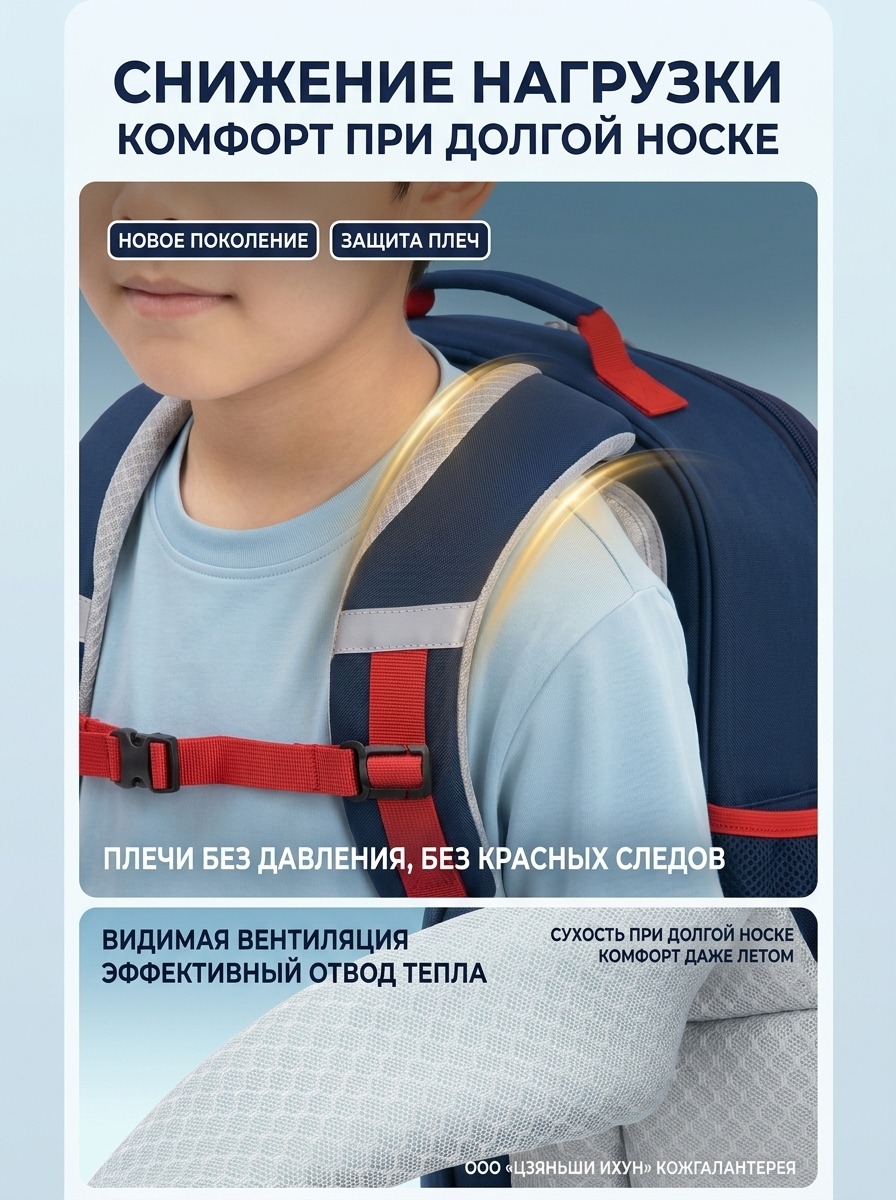 СНИЖЕНИЕ НАГРУЗКИ
КОМФОРТ ПРИ ДОЛГОЙ НОСКЕ
НОВОЕ ПОКОЛЕНИЕ
ЗАЩИТА ПЛЕЧ
ПЛЕЧИ БЕЗ ДАВЛЕНИЯ, БЕЗ КРАСНЫХ СЛЕДОВ
ВИДИМАЯ ВЕНТИЛЯЦИЯ
ЭФФЕКТИВНЫЙ ОТВОД ТЕПЛА
СУХОСТЬ ПРИ ДОЛГОЙ НОСКЕ
КОМФОРТ ДАЖЕ ЛЕТОМ
ООО «ЦЗЯНЬШИ ИХУН» КОЖГАЛАНТЕРЕЯ